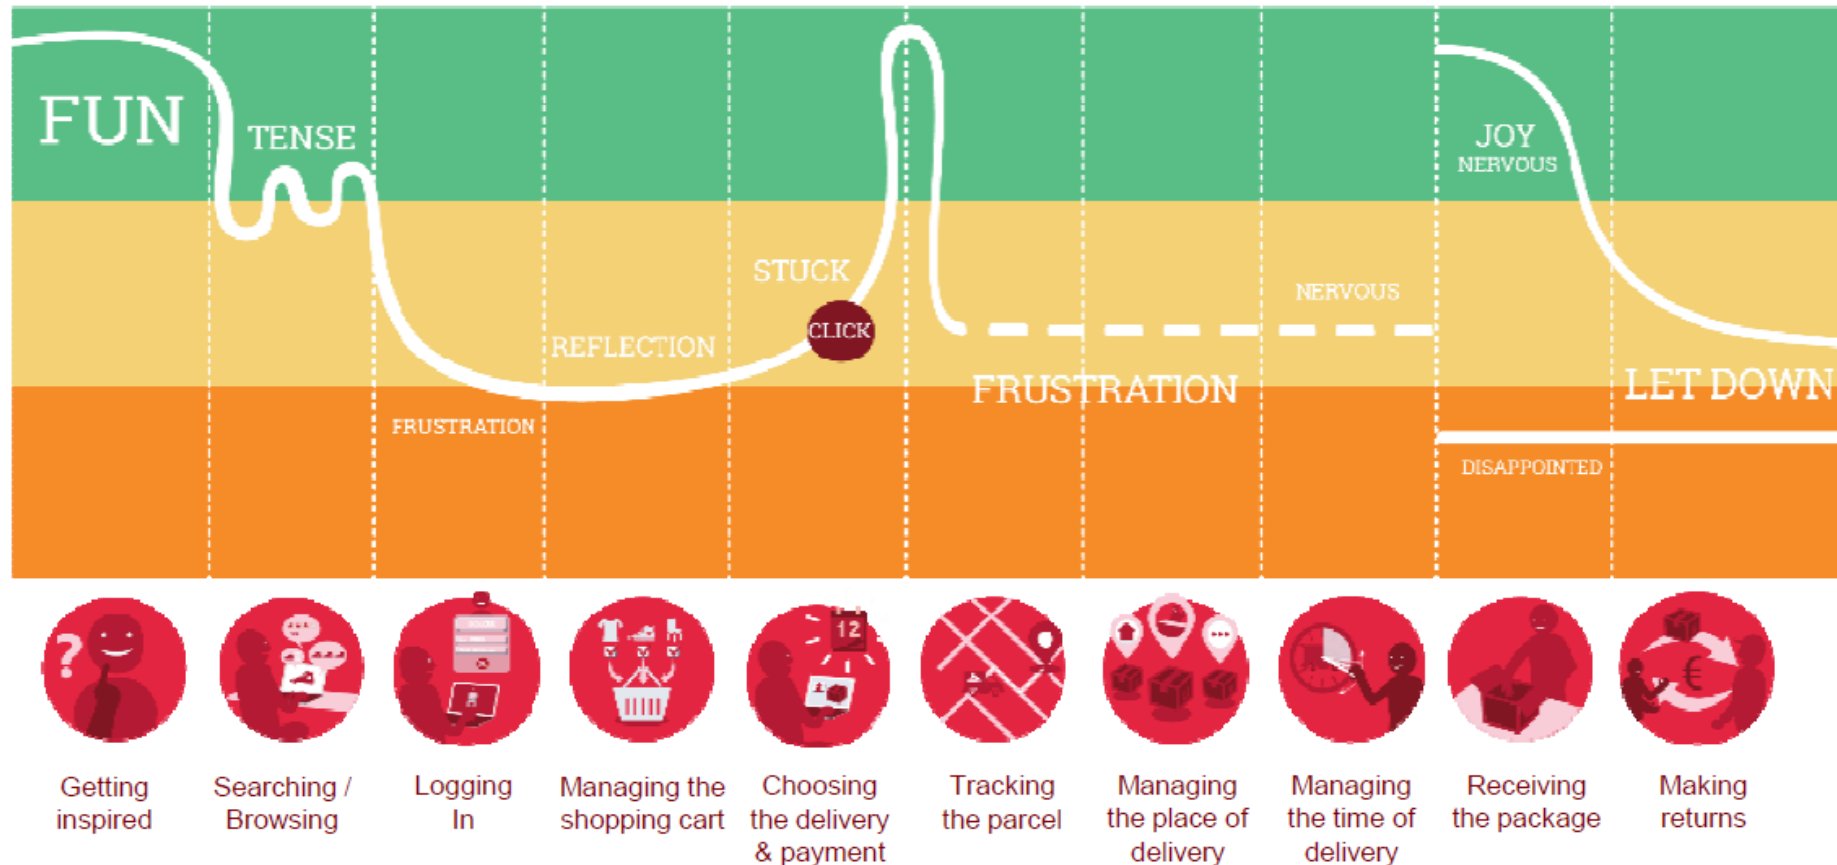 FUN
TENSE
FRUSTRATION
REFLECTION
STUCK
CLICK
FRUSTRATION
NERVOUS
JOY
NERVOUS
LET DOWN
DISAPPOINTED
?
12
€
Getting
inspired
Searching /
Browsing
Logging
In
Managing the
shopping cart
Choosing
the delivery
& payment
Tracking
the parcel
Managing
the place of
delivery
Managing
the time of
delivery
Receiving
the package
Making
returns